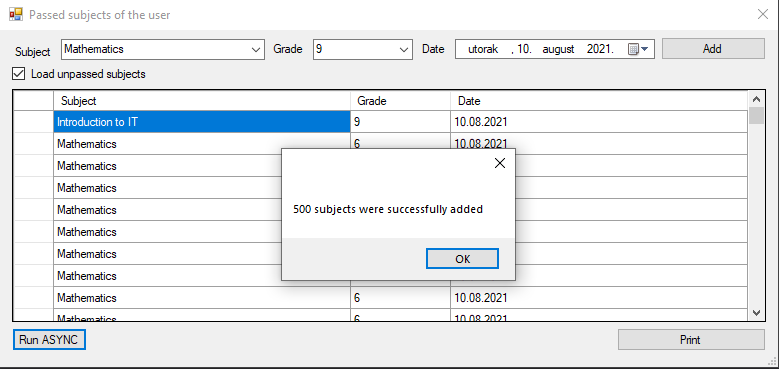 Passed subjects of the user
Subject Mathematics Grade 9 Date utorak , 10. august 2021. Add
Load unpassed subjects
Subject Grade Date
Introduction to IT 9 10.08.2021
Mathematics 6 10.08.2021
Mathematics
Mathematics
Mathematics
Mathematics
Mathematics
Mathematics
Mathematics 6 10.08.2021
Mathematics 6 10.08.2021
500 subjects were successfully added
OK
Run ASYNC Print